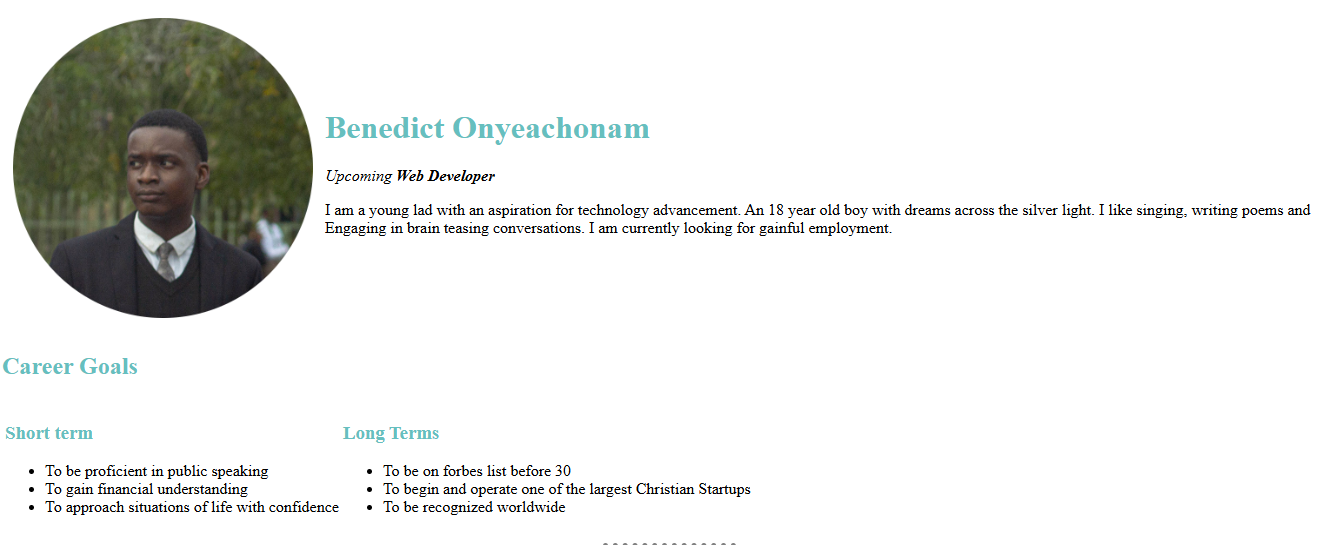 Benedict Onyeachonam
Upcoming Web Developer
I am a young lad with an aspiration for technology advancement. An 18 year old boy with dreams across the silver light. I like singing, writing poems and
Engaging in brain teasing conversations. I am currently looking for gainful employment.
Career Goals
Short term
To be proficient in public speaking
To gain financial understanding
To approach situations of life with confidence
Long Terms
To be on forbes list before 30
To begin and operate one of the largest Christian Startups
To be recognized worldwide